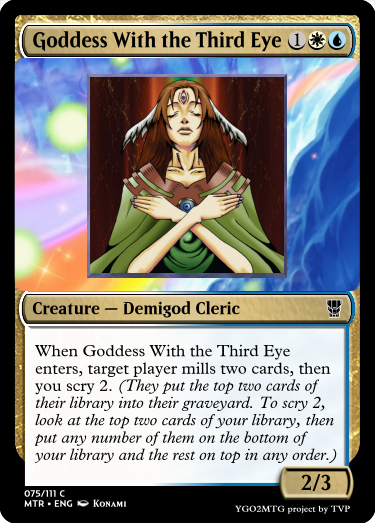 Goddess With the Third Eye 1
Creature — Demigod Cleric
When Goddess With the Third Eye
enters, target player mills two cards, then
you scry 2. (They put the top two cards of
their library into their graveyard. To scry 2,
look at the top two cards of your library, then
put any number of them on the bottom of
your library and the rest on top in any order.)
2/3
075/111 C
MTR • ENG Konami
YGO2MTG project by TVP